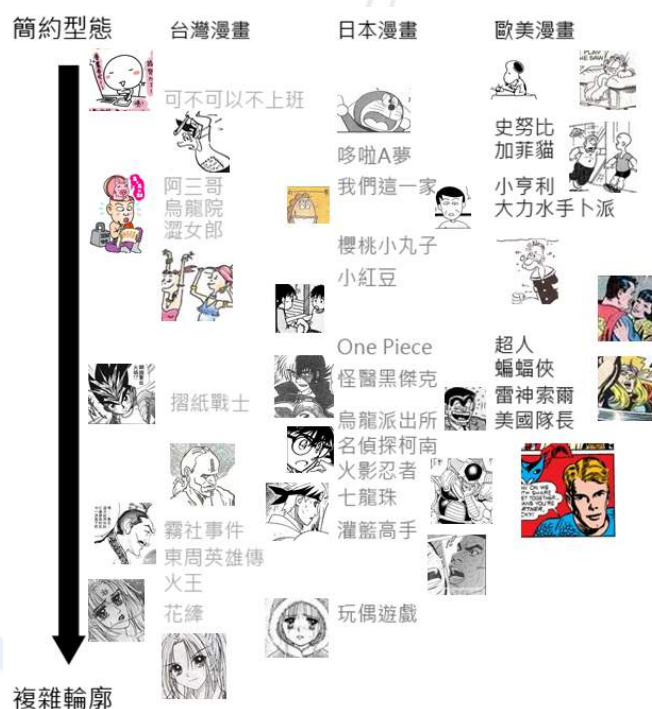 簡約型態
台灣漫畫
日本漫畫
歐美漫畫
可不可以不上班
阿三哥
烏龍院
澀女郎
摺紙戰士
霧社事件
東周英雄傳
火王
花繹
哆啦A夢
我們這一家
櫻桃小丸子
小紅豆
One Piece
怪醫黑傑克
烏龍派出所
名偵探柯南
火影忍者
七龍珠
灌籃高手
玩偶遊戲
史努比
加菲貓
小亨利
大力水手卜派
超人
蝙蝠俠
雷神索爾
美國隊長
複雜輪廓